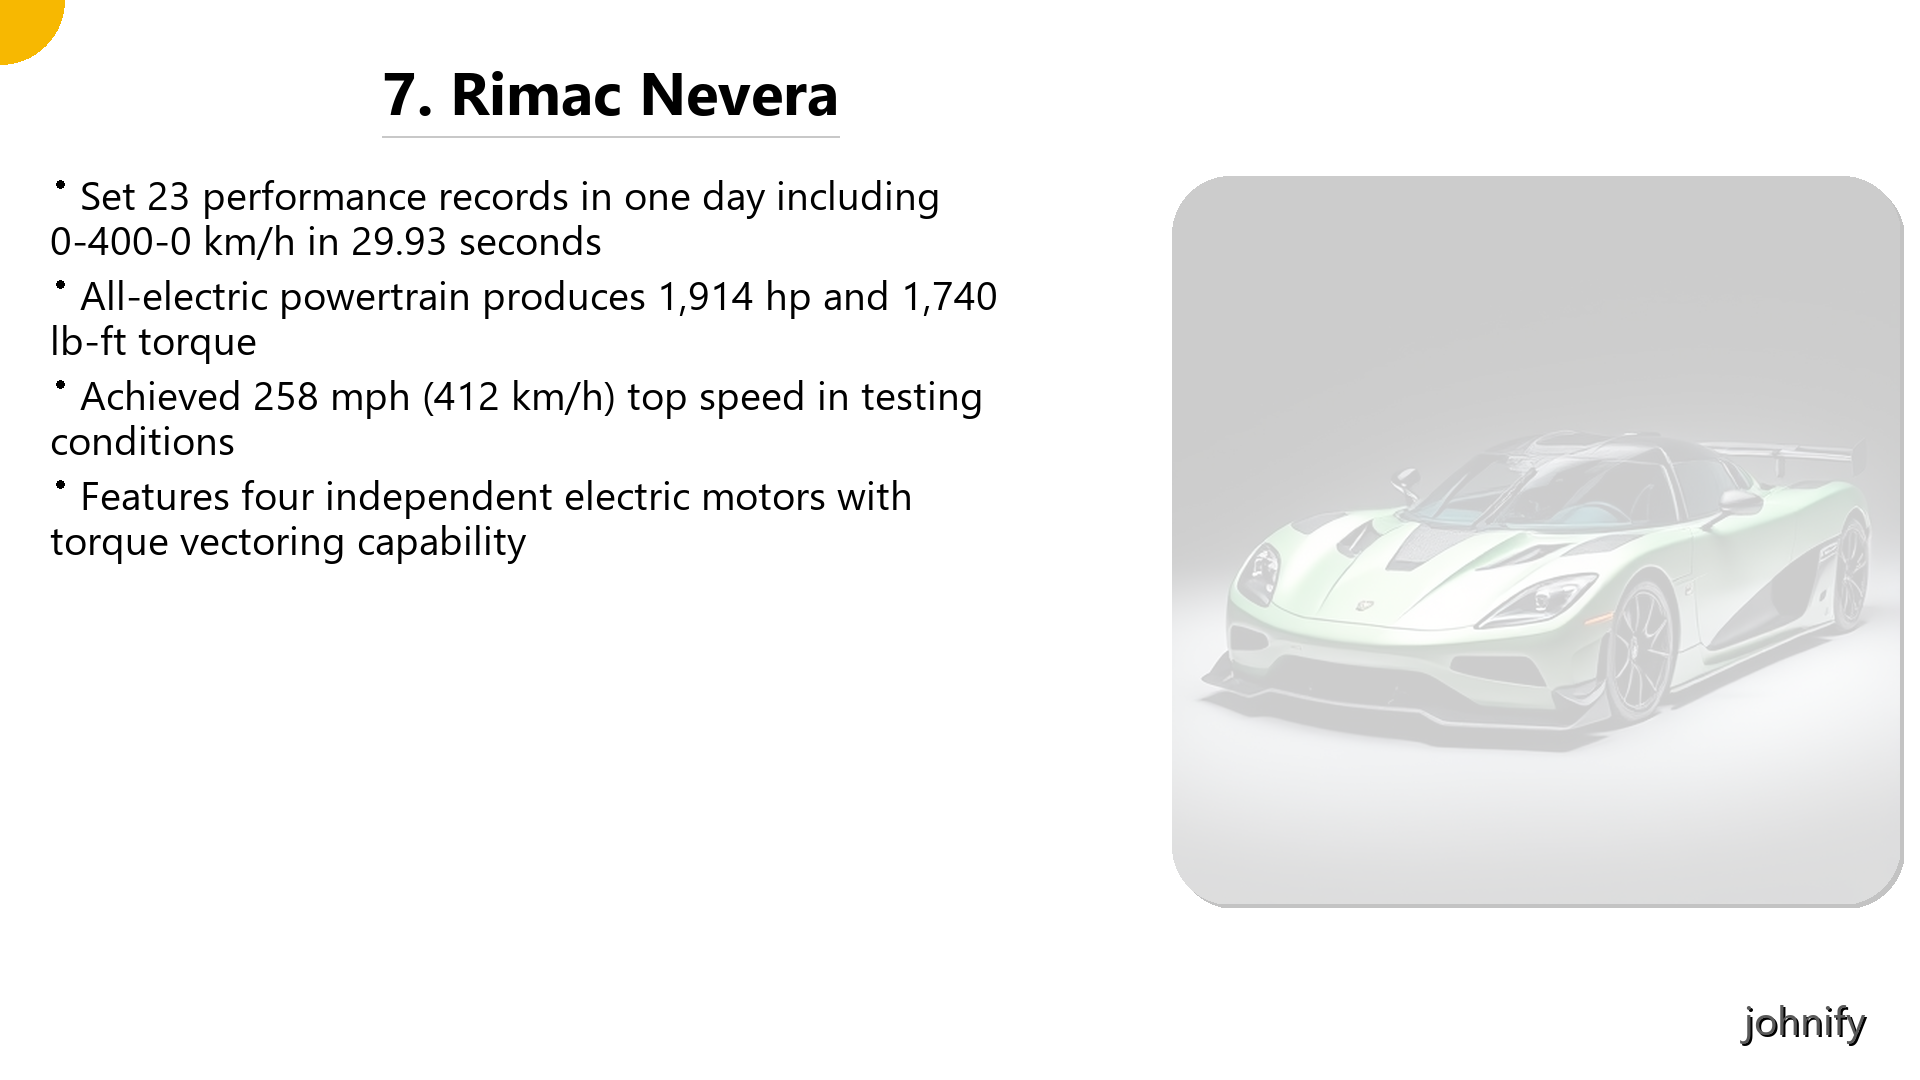 7. Rimac Nevera
• Set 23 performance records in one day including
0-400-0 km/h in 29.93 seconds
• All-electric powertrain produces 1,914 hp and 1,740
lb-ft torque
• Achieved 258 mph (412 km/h) top speed in testing
conditions
• Features four independent electric motors with
torque vectoring capability
johnify